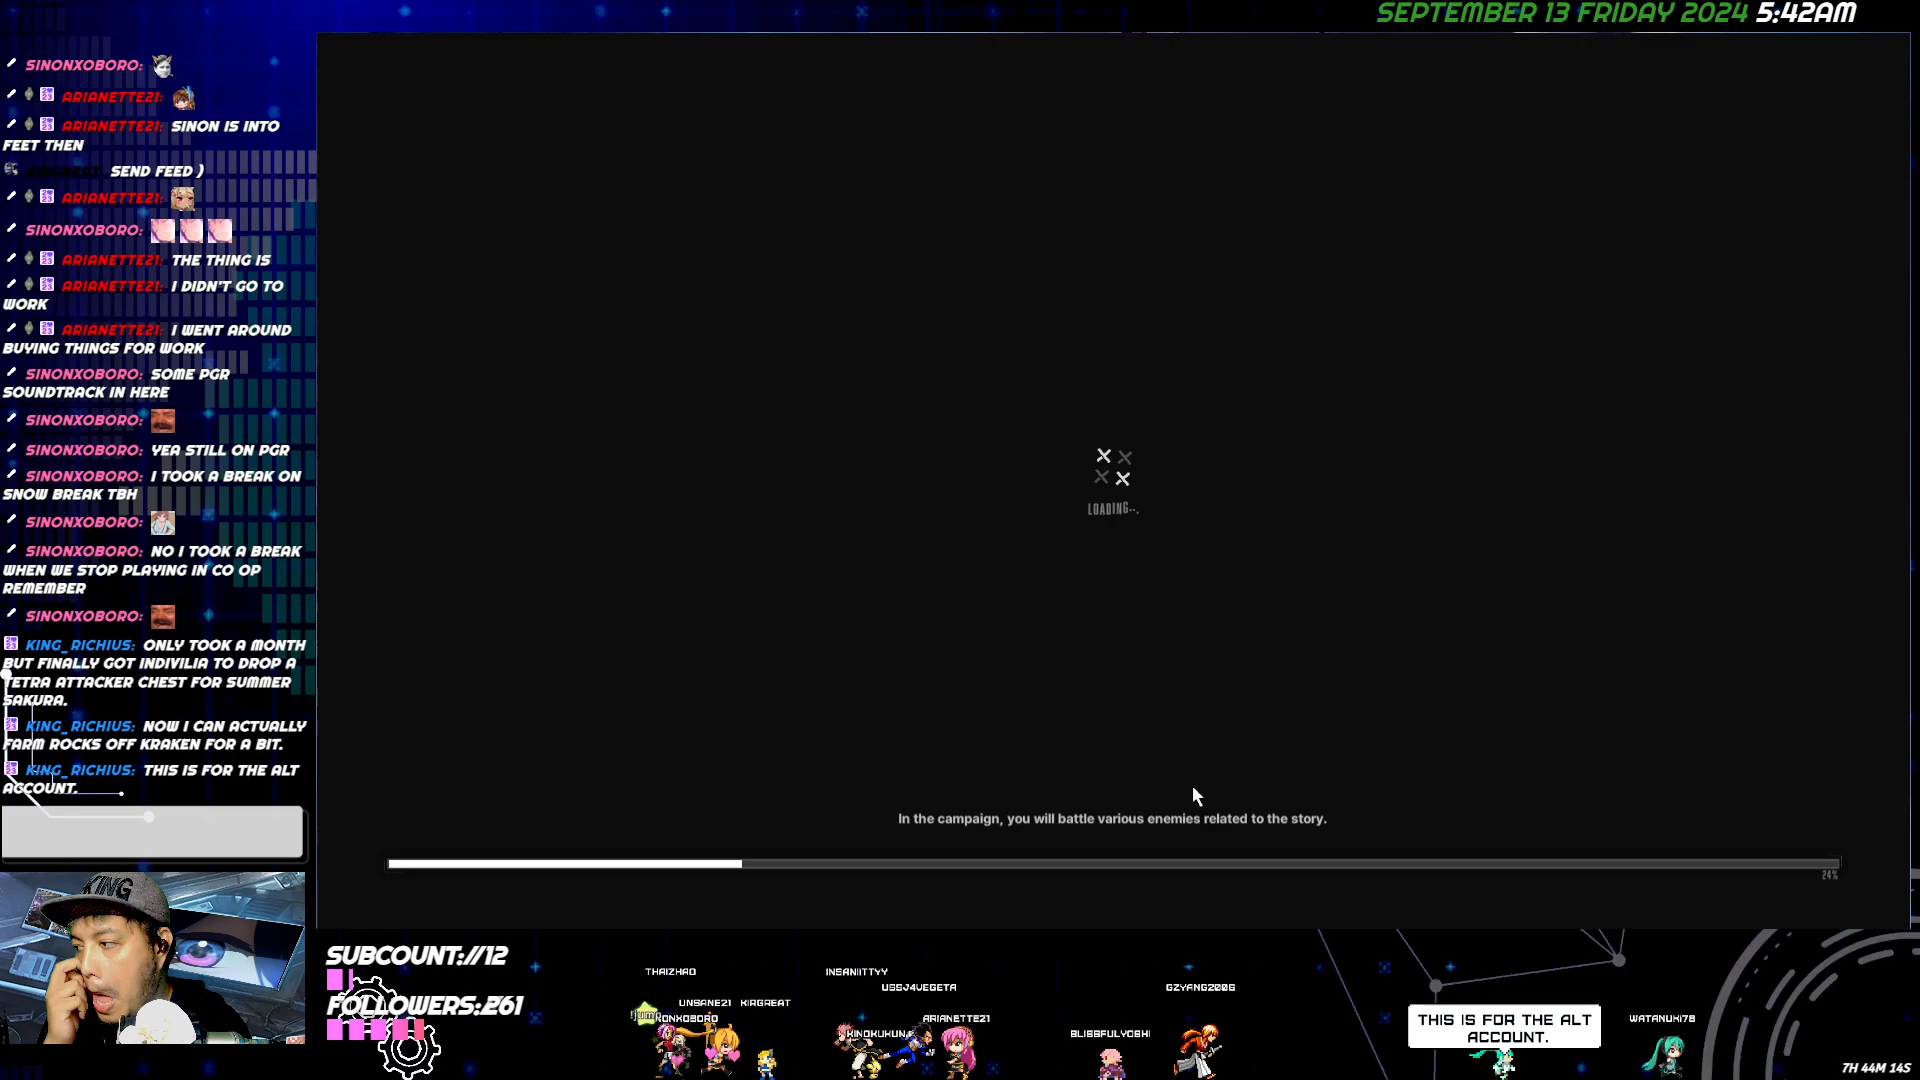 SEPTEMBER 13 FRIDAY 2024 5:42AM
SINONXOBORO:
ARIANETTE21:
ARIANETTE21: SINON IS INTO
FEET THEN
KIRGREAT: SEND FEED )
ARIANETTE21:
SINONXOBORO:
ARIANETTE21: THE THING IS
ARIANETTE21: I DIDN'T GO TO
WORK
ARIANETTE21: I WENT AROUND
BUYING THINGS FOR WORK
SINONXOBORO: SOME PGR
SOUNDTRACK IN HERE
SINONXOBORO:
SINONXOBORO: YEA STILL ON PGR
SINONXOBORO: I TOOK A BREAK ON
SNOW BREAK TBH
SINONXOBORO:
SINONXOBORO: NO I TOOK A BREAK
WHEN WE STOP PLAYING IN CO OP
REMEMBER
SINONXOBORO:
KING_RICHIUS: ONLY TOOK A MONTH
BUT FINALLY GOT INDIVILIA TO DROP A
TETRA ATTACKER CHEST FOR SUMMER
SAKURA.
KING_RICHIUS: NOW I CAN ACTUALLY
FARM ROCKS OFF KRAKEN FOR A BIT.
KING_RICHIUS: THIS IS FOR THE ALT
ACCOUNT.
LOADING...
In the campaign, you will battle various enemies related to the story.
24%
KING
SUBCOUNT://12
FOLLOWERS:261
THAIZHAO
INSANIITTYY
USSJ4VEGETA
GZYANG2006
UNSANE21
KIRGREAT
!jump
ARIANETTE21
BLISSFULYOSHI
THIS IS FOR THE ALT
ACCOUNT.
WATANUKI78
7H 44M 14S